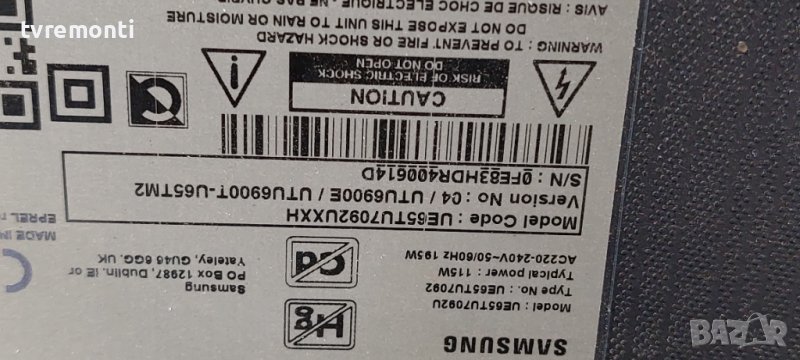 SAMSUNG
Model : UE65TU7092U
Type No. : UE65TU7092
Typical power : 115W
AC220-240V~50/60Hz 195W
Hg
Cd
Samsung
PO Box 12987, Dublin. IE or
Yateley, GU46 6GG. UK
Model Code : UE65TU7092UXXH
Version No : 04 / UTU6900E / UTU6900T-U65TM2
S/N : 0FE83HDR400614D
MADE IN
EPREL
CAUTION
RISK OF ELECTRIC SHOCK
DO NOT OPEN
WARNING : TO PREVENT FIRE OR SHOCK HAZARD
DO NOT EXPOSE THIS UNIT TO RAIN OR MOISTURE
AVIS : RISQUE DE CHOC ELECTRIQUE - NE PAS OUVRIR
tvremonti
BAZAR